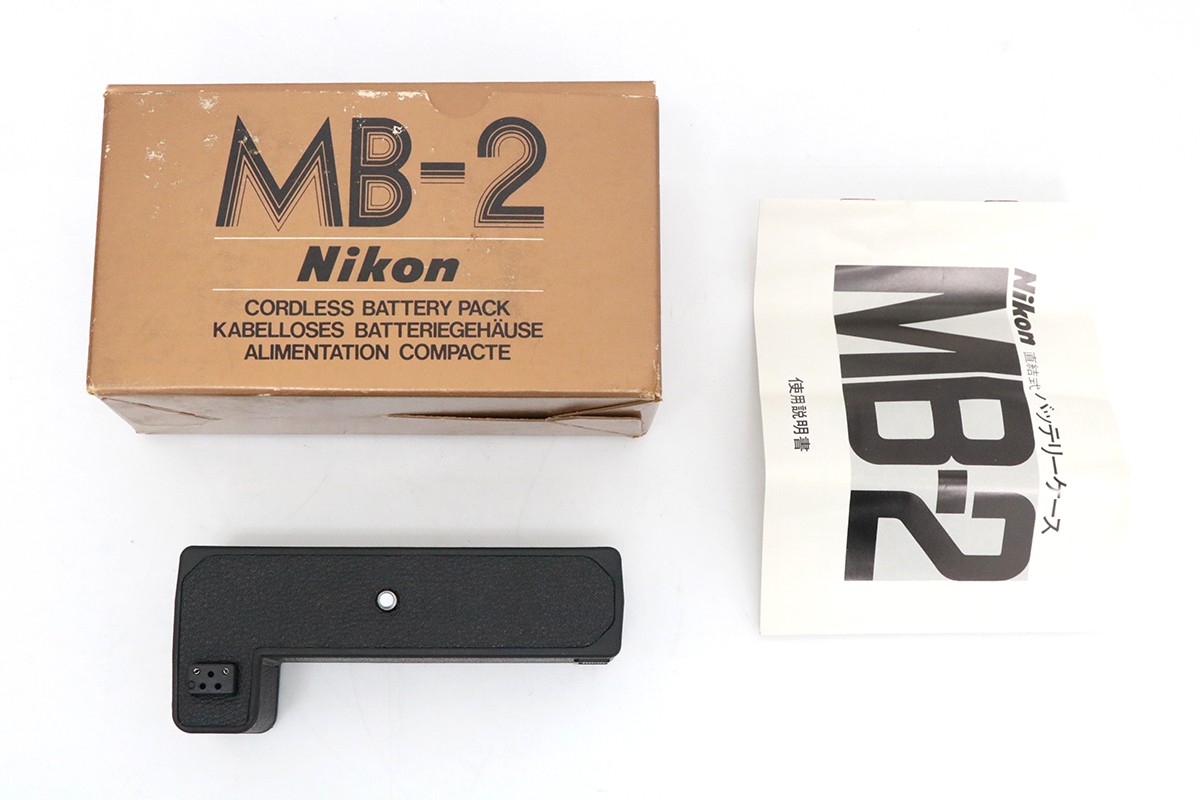 MB-2
Nikon
CORDLESS BATTERY PACK
KABELLOSES BATTERIEGEHÄUSE
ALIMENTATION COMPACTE
Nikon 直結式バッテリーケース
MB-2
使用説明書